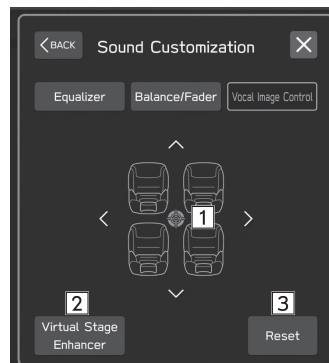 BACK
Sound Customization
Equalizer
Balance/Fader
Vocal Image Control
1
2
3
Virtual Stage
Enhancer
Reset